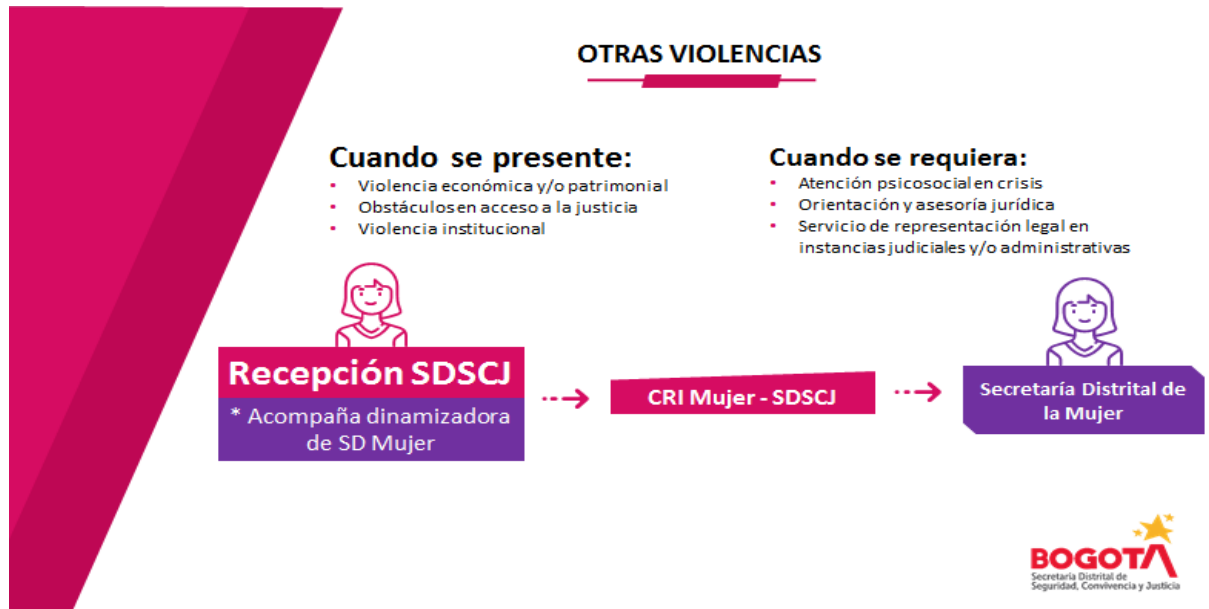 OTRAS VIOLENCIAS
Cuando se presente:
• Violencia económica y/o patrimonial
• Obstáculos en acceso a la justicia
• Violencia institucional
Cuando se requiera:
• Atención psicosocial en crisis
• Orientación y asesoría jurídica
• Servicio de representación legal en
instancias judiciales y/o administrativas
Recepción SDSCJ
* Acompaña dinamizadora
de SD Mujer
CRI Mujer - SDSCJ
Secretaría Distrital de
la Mujer
BOGOTA
Secretaría Distrital de
Seguridad, Convivencia y Justicia